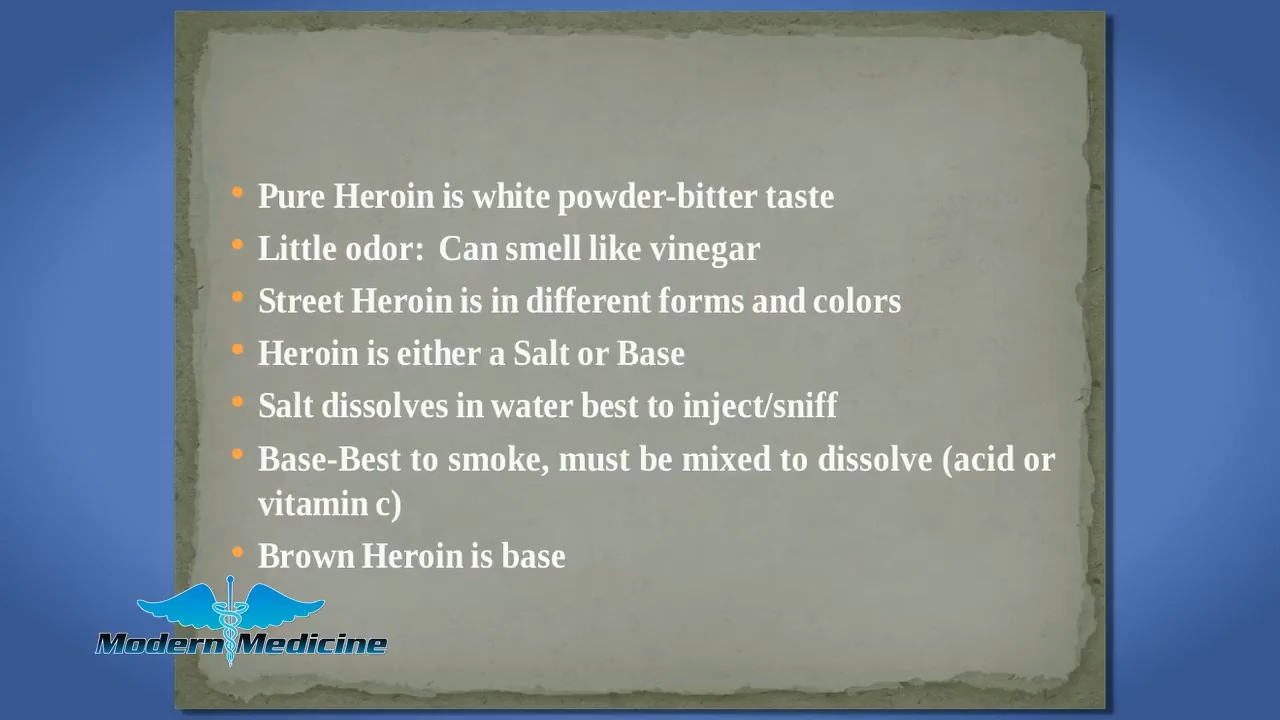 • Pure Heroin is white powder-bitter taste
• Little odor: Can smell like vinegar
• Street Heroin is in different forms and colors
• Heroin is either a Salt or Base
• Salt dissolves in water best to inject/sniff
• Base-Best to smoke, must be mixed to dissolve (acid or
vitamin c)
• Brown Heroin is base
Modern Medicine